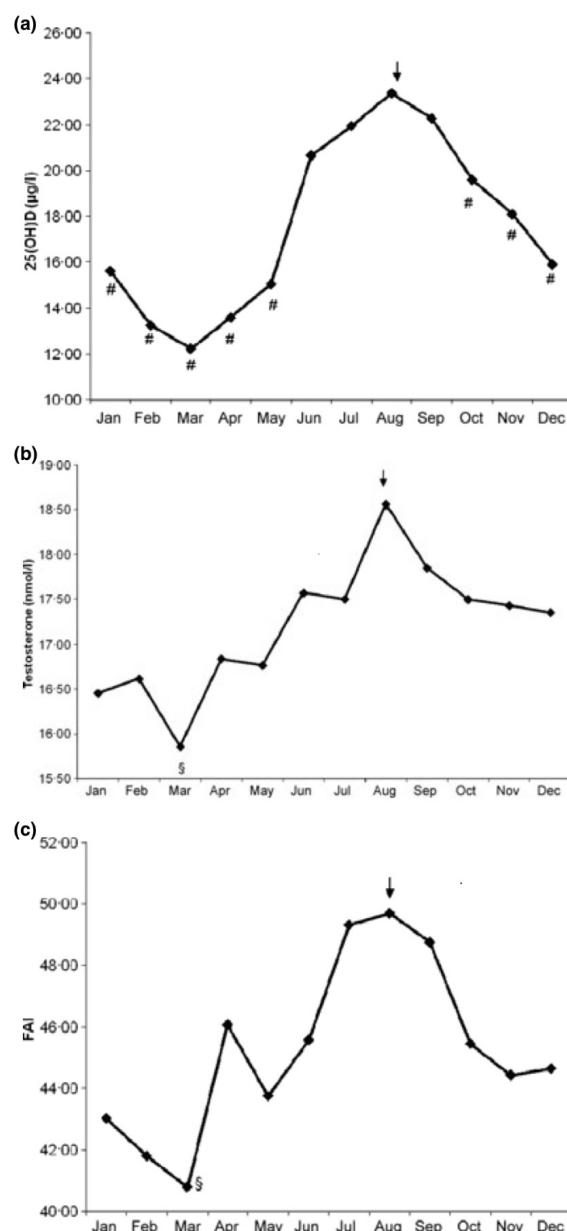 (a)
26·00
24·00
22·00
20·00
18·00
16·00
14·00
12·00
10·00
25(OH)D (µg/l)
# # # # # # # #
Jan Feb Mar Apr May Jun Jul Aug Sep Oct Nov Dec
(b)
19·00
18·50
18·00
17·50
17·00
16·50
16·00
15·50
Testosterone (nmol/l)
§
Jan Feb Mar Apr May Jun Jul Aug Sep Oct Nov Dec
(c)
52·00
50·00
48·00
46·00
44·00
42·00
40·00
FAI
§
Jan Feb Mar Apr May Jun Jul Aug Sep Oct Nov Dec